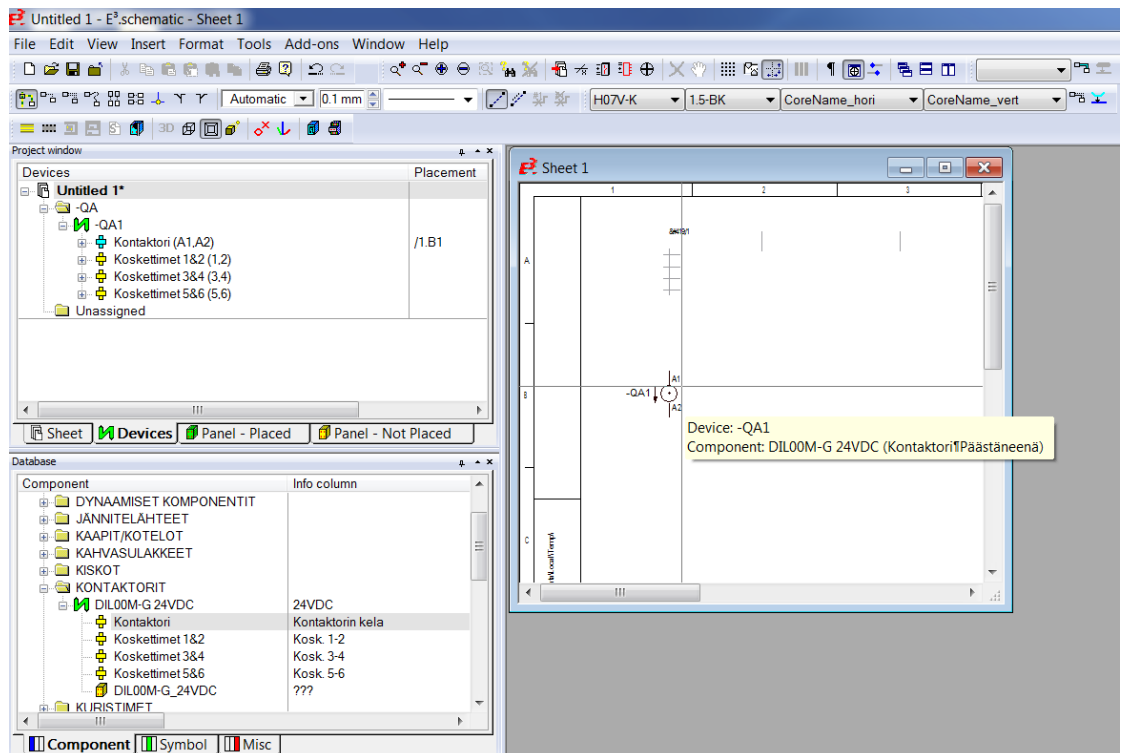 Untitled 1 - E³.schematic - Sheet 1
File Edit View Insert Format Tools Add-ons Window Help
Automatic 0.1 mm H07V-K 1.5-BK CoreName_hori CoreName_vert
3D
Project window
Devices Placement
Untitled 1*
-QA
-QA1
Kontaktori (A1,A2) /1.B1
Koskettimet 1&2 (1,2)
Koskettimet 3&4 (3,4)
Koskettimet 5&6 (5,6)
Unassigned
Sheet Devices Panel - Placed Panel - Not Placed
Database
Component Info column
DYNAAMISET KOMPONENTIT
JÄNNITELÄHTEET
KAAPIT/KOTELOT
KAHVASULAKKEET
KISKOT
KONTAKTORIT
DIL00M-G 24VDC 24VDC
Kontaktori Kontaktorin kela
Koskettimet 1&2 Kosk. 1-2
Koskettimet 3&4 Kosk. 3-4
Koskettimet 5&6 Kosk. 5-6
DIL00M-G_24VDC ???
KURISTIMET
Component Symbol Misc
Sheet 1
1 2 3
A
B
C
A1
-QA1
A2
Device: -QA1
Component: DIL00M-G 24VDC (Kontaktori¶Päästäneenä)